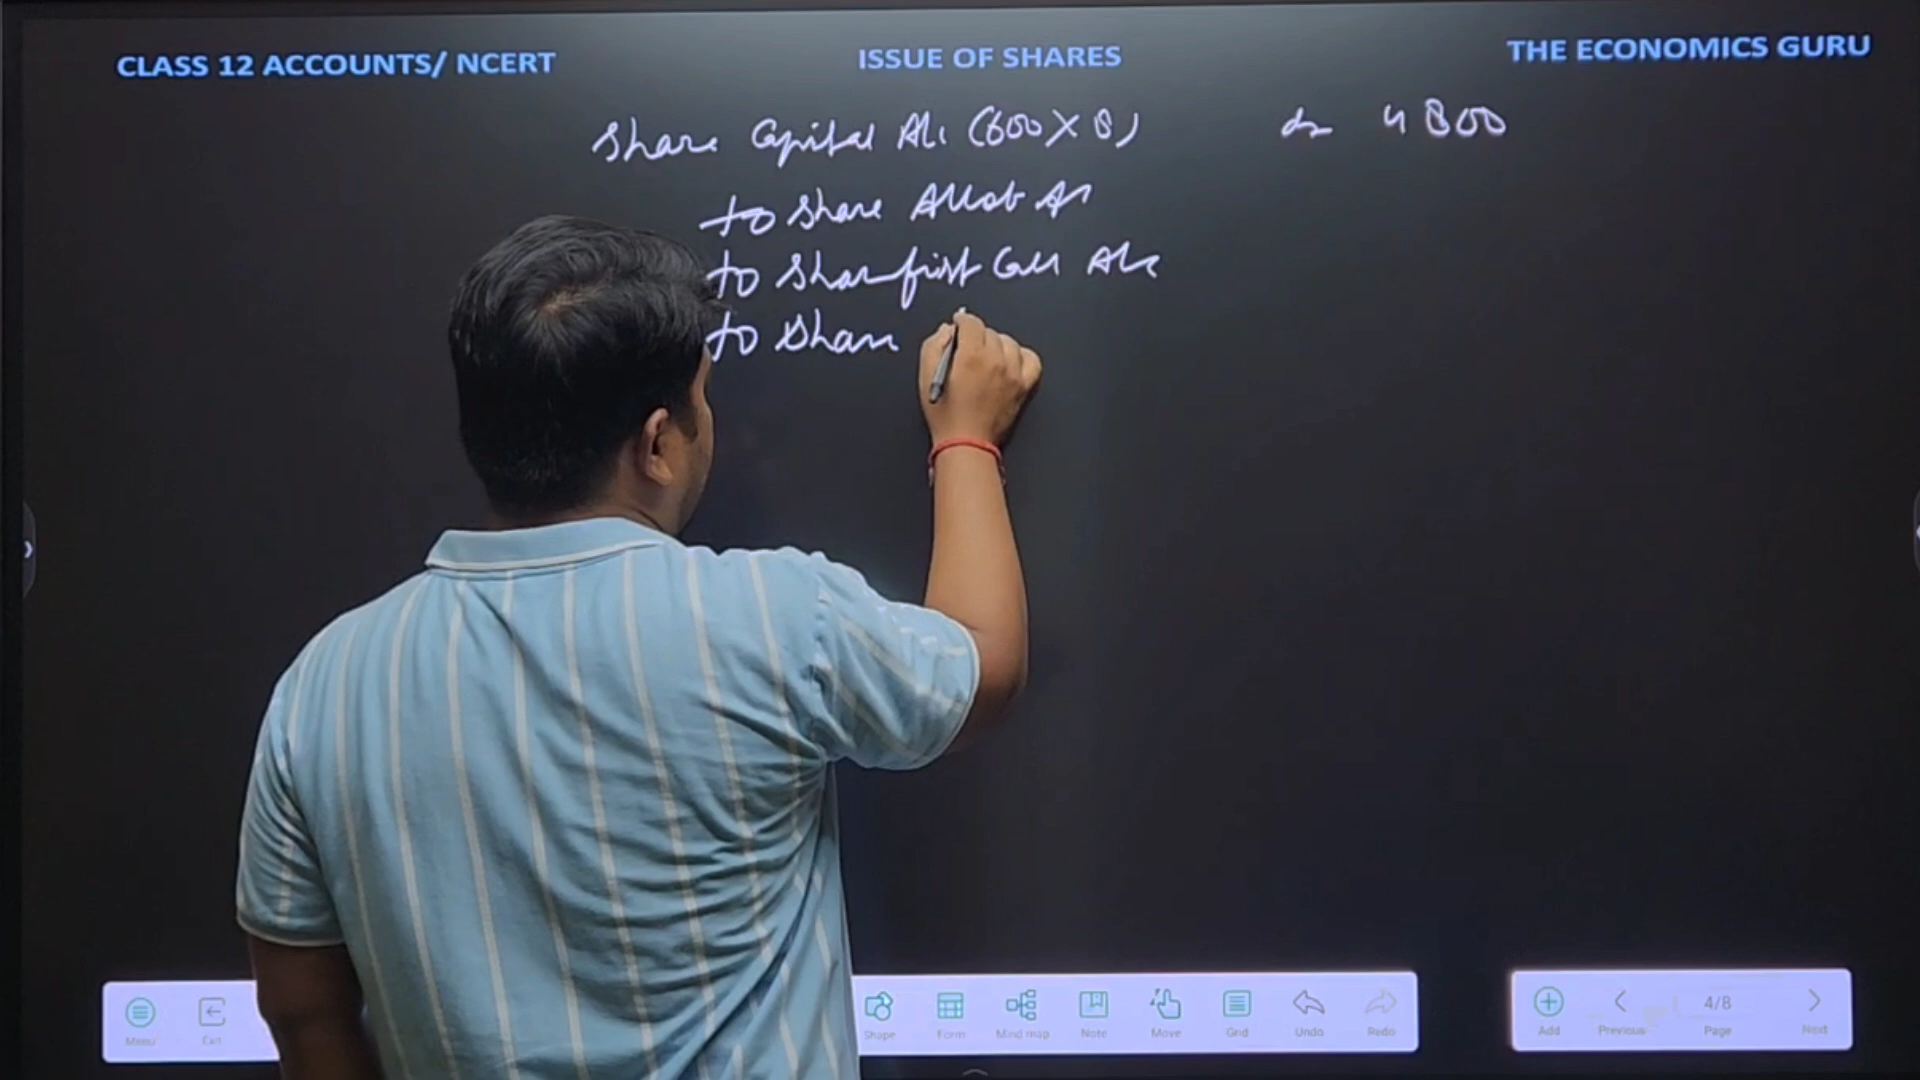 CLASS 12 ACCOUNTS/ NCERT
ISSUE OF SHARES
THE ECONOMICS GURU
Share Capital A/c (600 X 8) dr 4800
to Share Allot A/c
to Share first Call A/c
to Share
Menu
Shape
Form
Mind map
Note
Move
Grid
Undo
Redo
Add
Previous
4/8
Page
Next